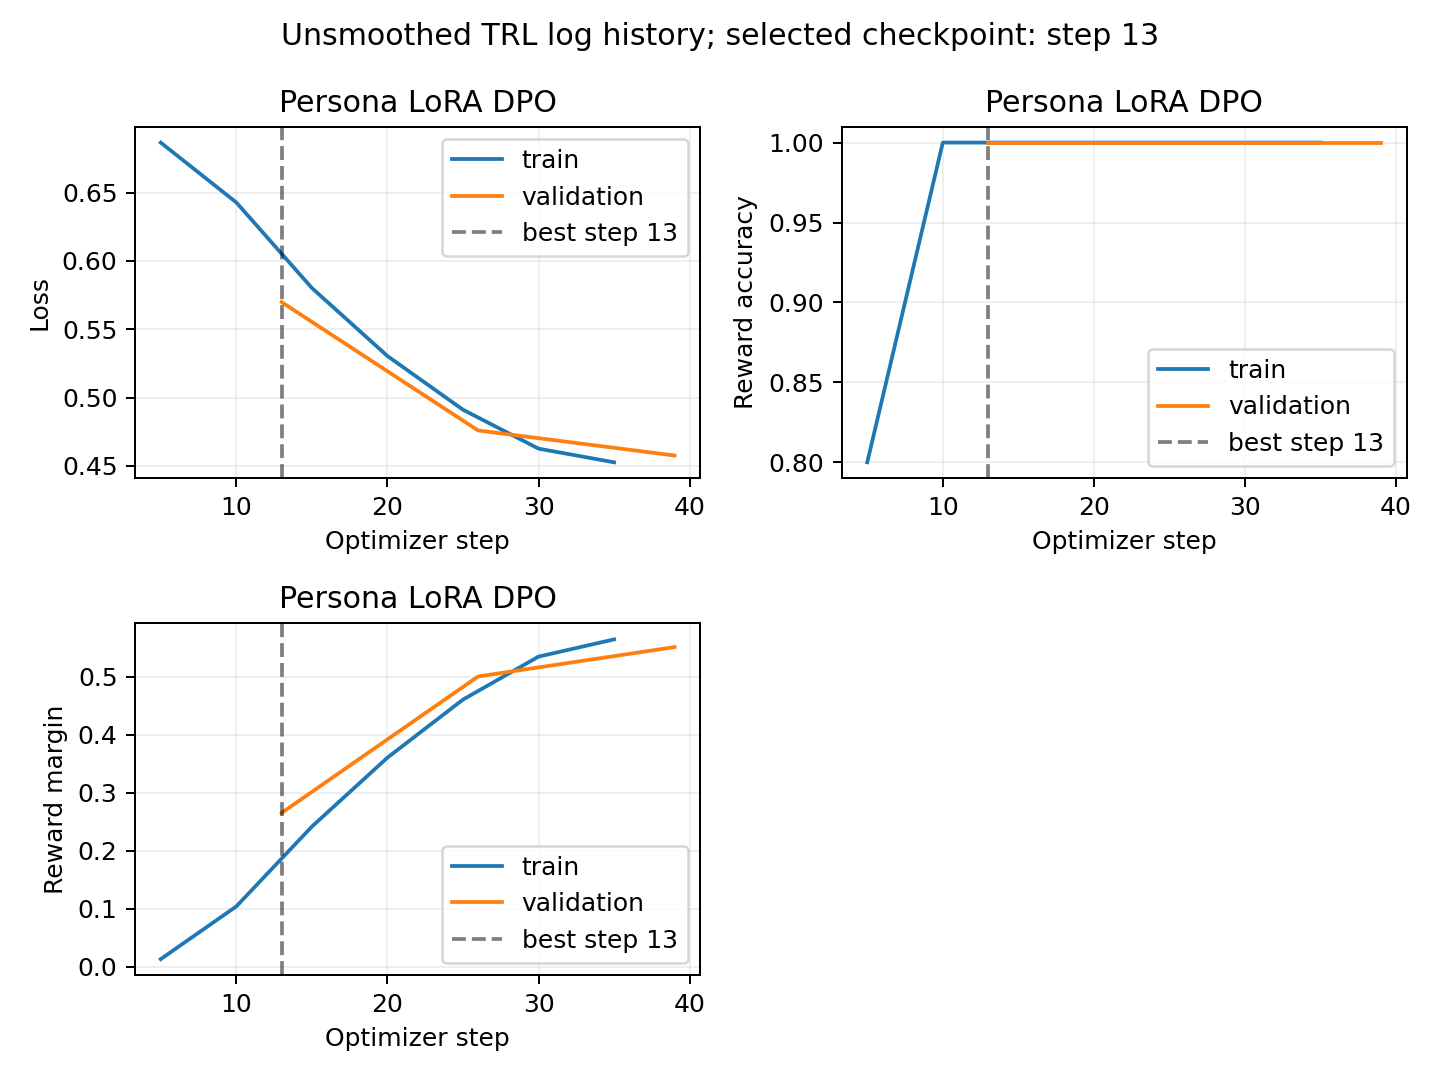 Unsmoothed TRL log history; selected checkpoint: step 13
Persona LoRA DPO
Loss
0.65
0.60
0.55
0.50
0.45
train
validation
best step 13
10
20
30
40
Optimizer step
Persona LoRA DPO
Reward accuracy
1.00
0.95
0.90
0.85
0.80
train
validation
best step 13
10
20
30
40
Optimizer step
Persona LoRA DPO
Reward margin
0.5
0.4
0.3
0.2
0.1
0.0
train
validation
best step 13
10
20
30
40
Optimizer step